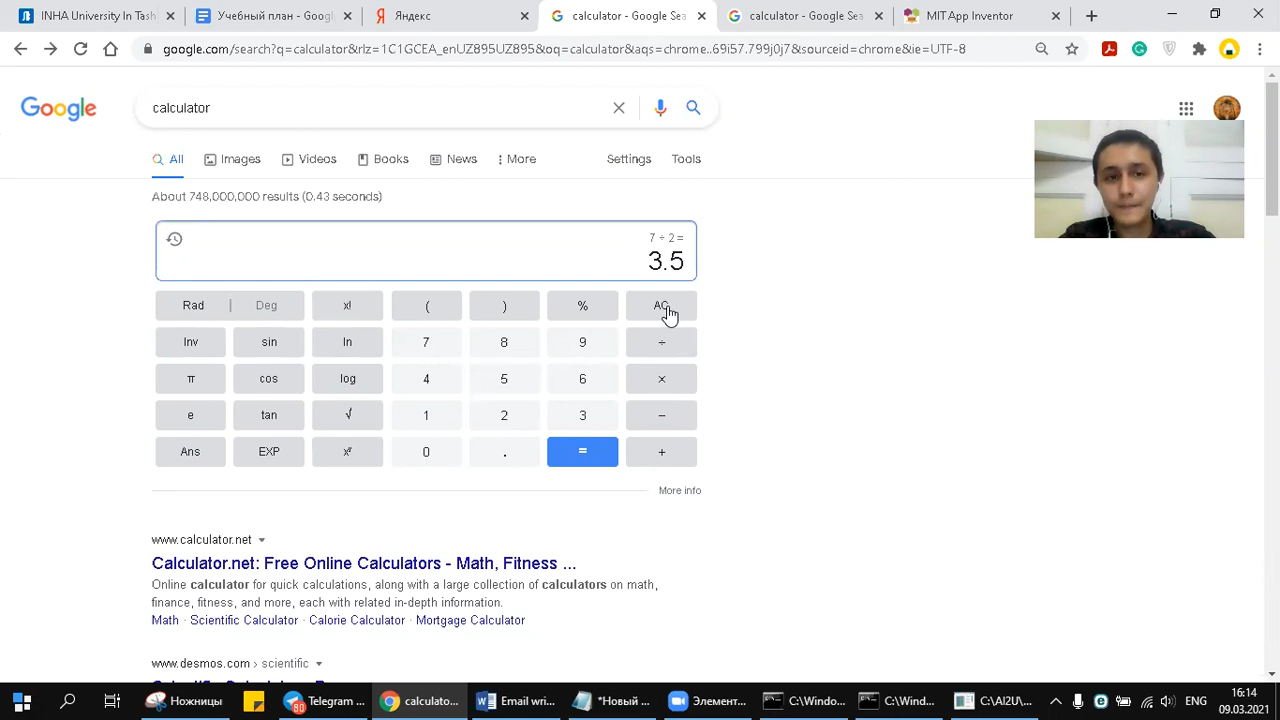 INHA University In Tash
Учебный план - Googl
Яндекс
calculator - Google Sea
calculator - Google Sea
MIT App Inventor
google.com/search?q=calculator&rlz=1C1GCEA_enUZ895UZ895&oq=calculator&aqs=chrome..69i57.799j0j7&sourceid=chrome&ie=UTF-8
Google
calculator
All Images Videos Books News More Settings Tools
About 748,000,000 results (0.43 seconds)
7 ÷ 2 =
3.5
Rad | Deg x! ( ) % AC
Inv sin ln 7 8 9 ÷
π cos log 4 5 6 ×
e tan √ 1 2 3 −
Ans EXP xʸ 0 . = +
More info
www.calculator.net
Calculator.net: Free Online Calculators - Math, Fitness ...
Online calculator for quick calculations, along with a large collection of calculators on math,
finance, fitness, and more, each with related in-depth information.
Math · Scientific Calculator · Calorie Calculator · Mortgage Calculator
www.desmos.com › scientific
Ножницы
80
Telegram ...
calculato...
Email wri...
*Новый ...
Элемент...
C:\Windo...
C:\Wind...
C:\AI2U\...
ENG
16:14
09.03.2021